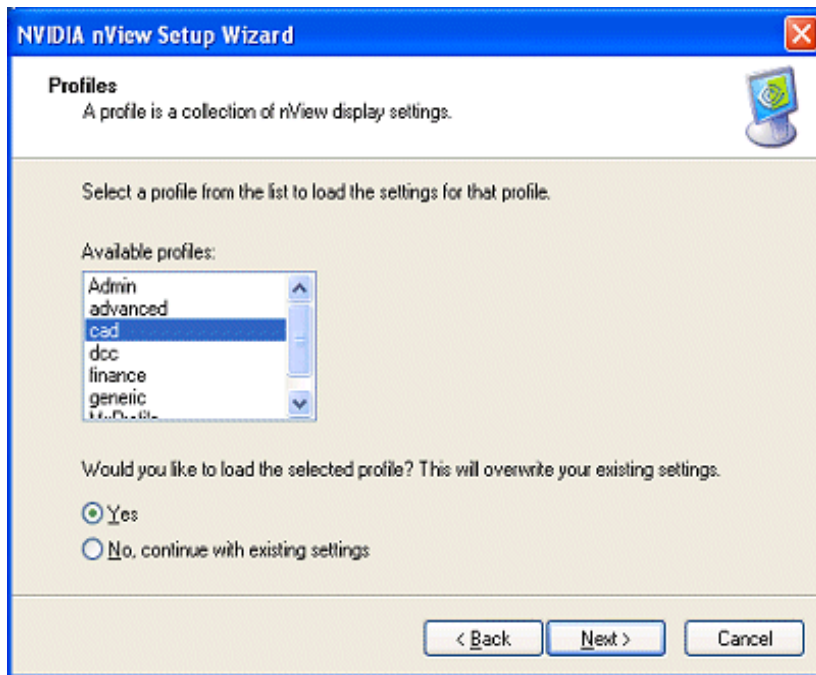 NVIDIA nView Setup Wizard
Profiles
A profile is a collection of nView display settings.
Select a profile from the list to load the settings for that profile.
Available profiles:
Admin
advanced
cad
dcc
finance
generic
Would you like to load the selected profile? This will overwrite your existing settings.
Yes
No, continue with existing settings
< Back
Next >
Cancel